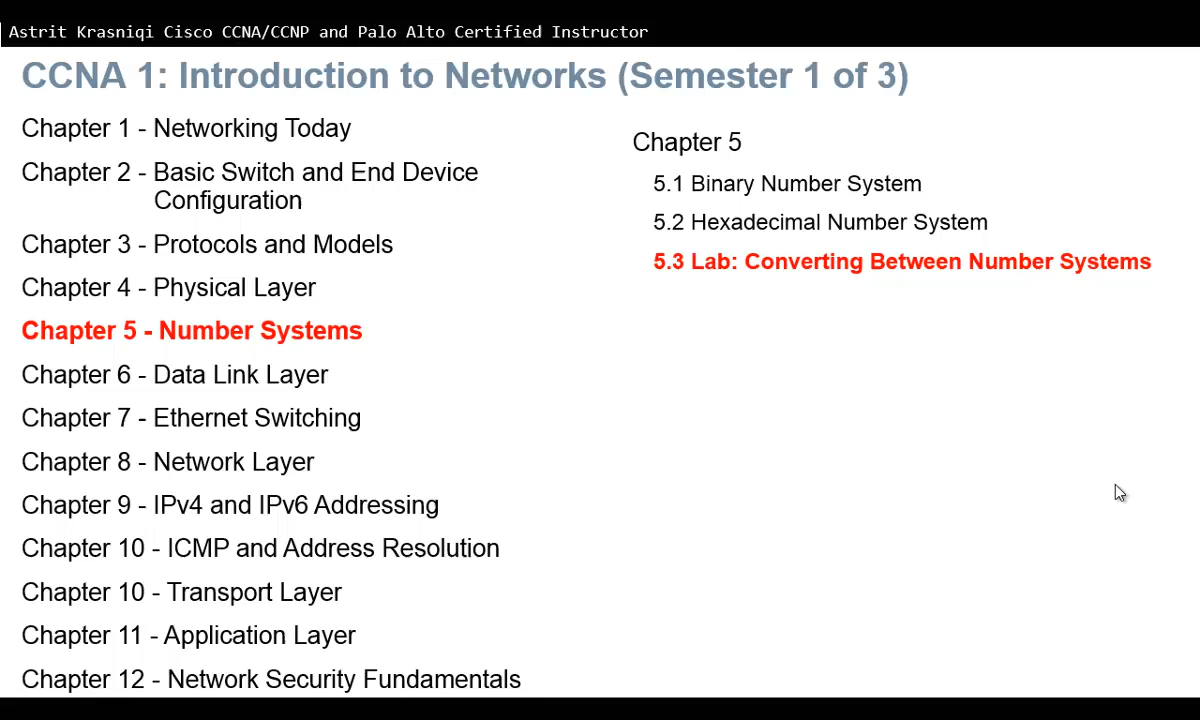 Astrit Krasniqi Cisco CCNA/CCNP and Palo Alto Certified Instructor
CCNA 1: Introduction to Networks (Semester 1 of 3)
Chapter 1 - Networking Today
Chapter 2 - Basic Switch and End Device
Configuration
Chapter 3 - Protocols and Models
Chapter 4 - Physical Layer
Chapter 5 - Number Systems
Chapter 6 - Data Link Layer
Chapter 7 - Ethernet Switching
Chapter 8 - Network Layer
Chapter 9 - IPv4 and IPv6 Addressing
Chapter 10 - ICMP and Address Resolution
Chapter 10 - Transport Layer
Chapter 11 - Application Layer
Chapter 12 - Network Security Fundamentals
Chapter 5
5.1 Binary Number System
5.2 Hexadecimal Number System
5.3 Lab: Converting Between Number Systems